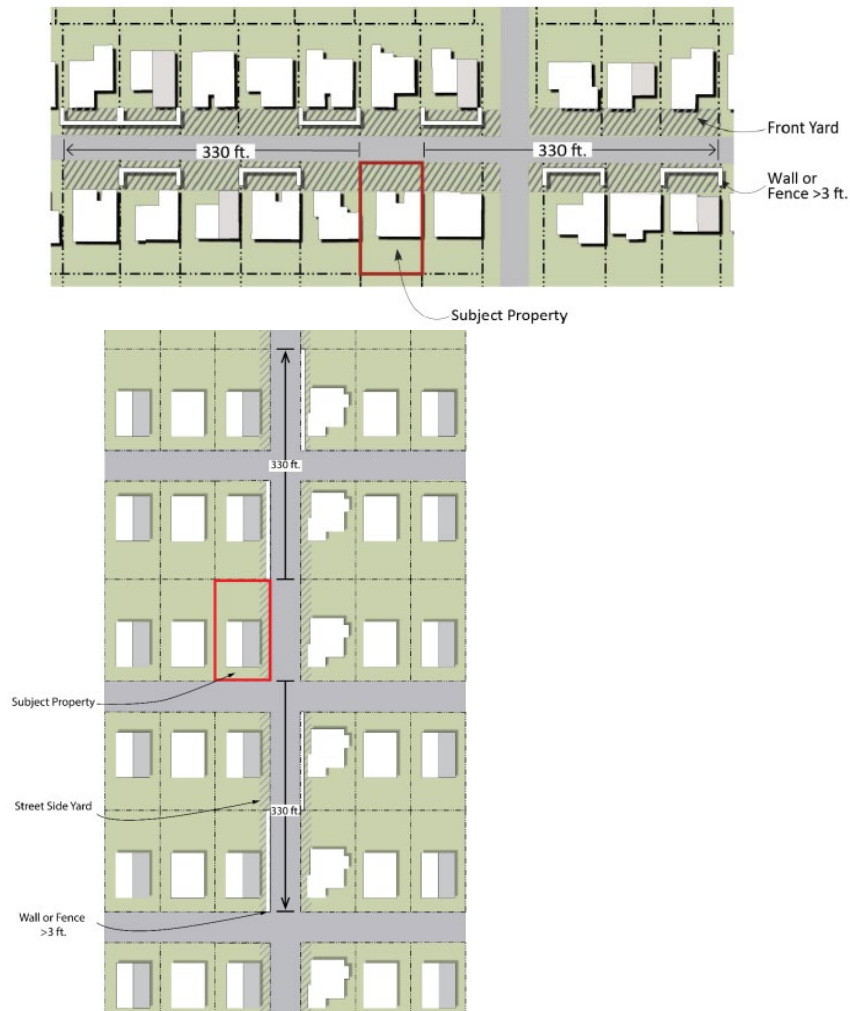 Front Yard
330 ft.
330 ft.
Wall or
Fence >3 ft.
Subject Property
330 ft.
Subject Property
Street Side Yard
330 ft.
Wall or Fence
>3 ft.